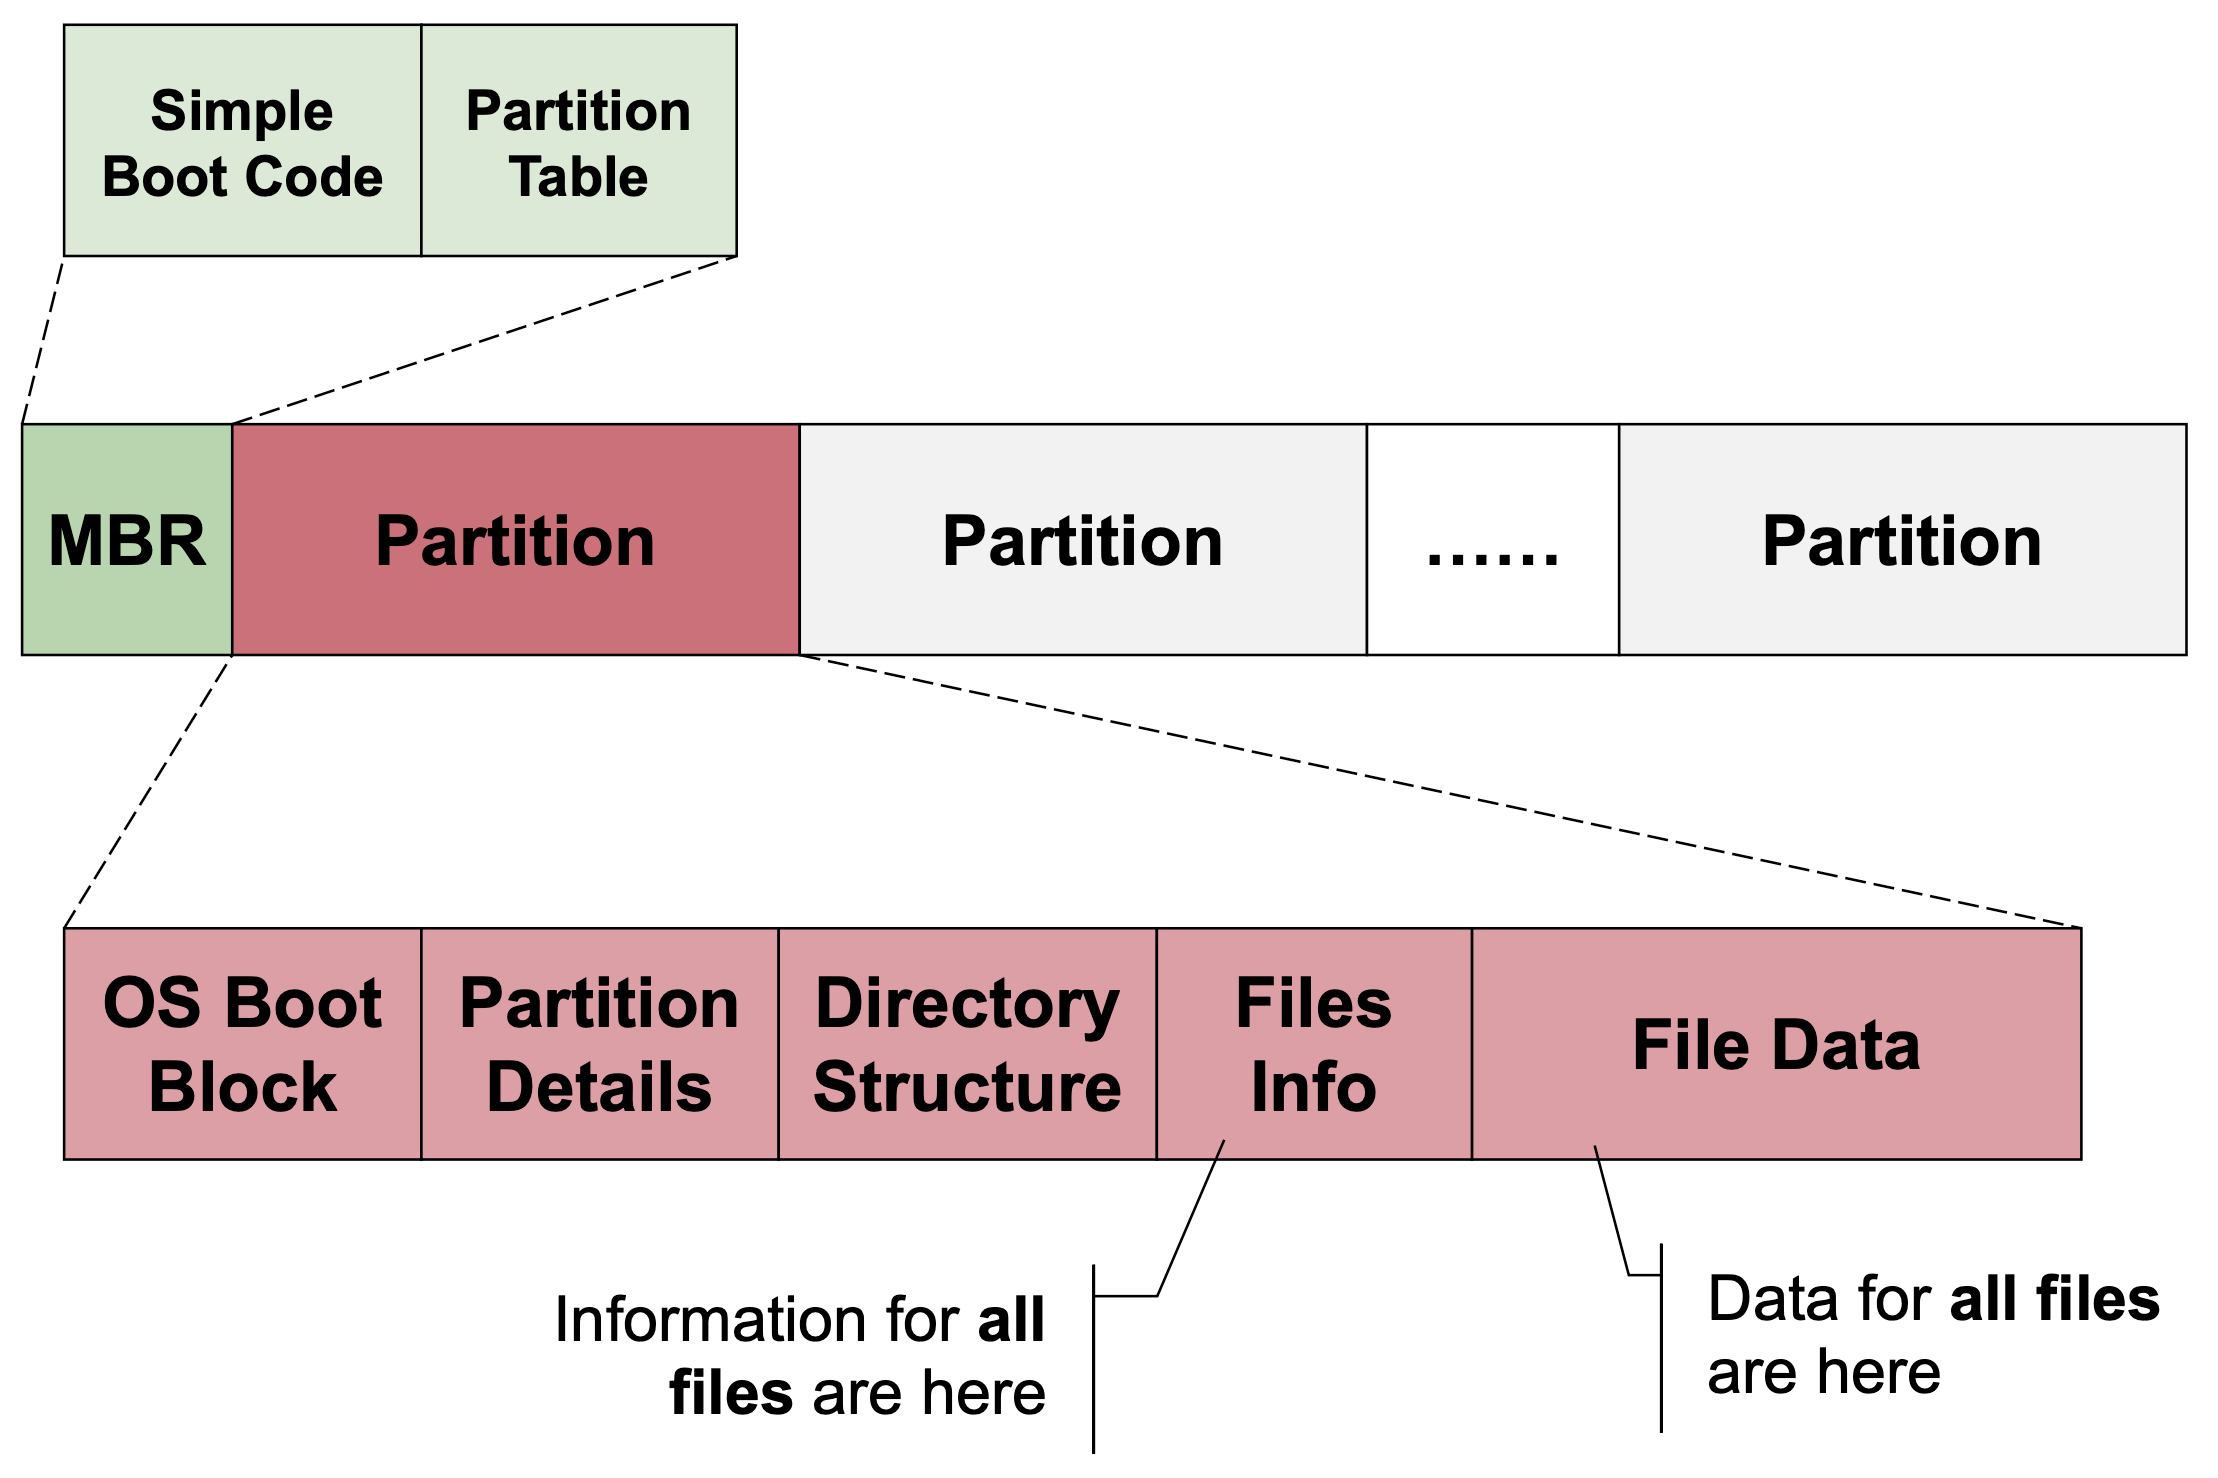 Simple
Boot Code
Partition
Table
MBR
Partition
Partition
......
Partition
OS Boot
Block
Partition
Details
Directory
Structure
Files
Info
File Data
Information for all
files are here
Data for all files
are here